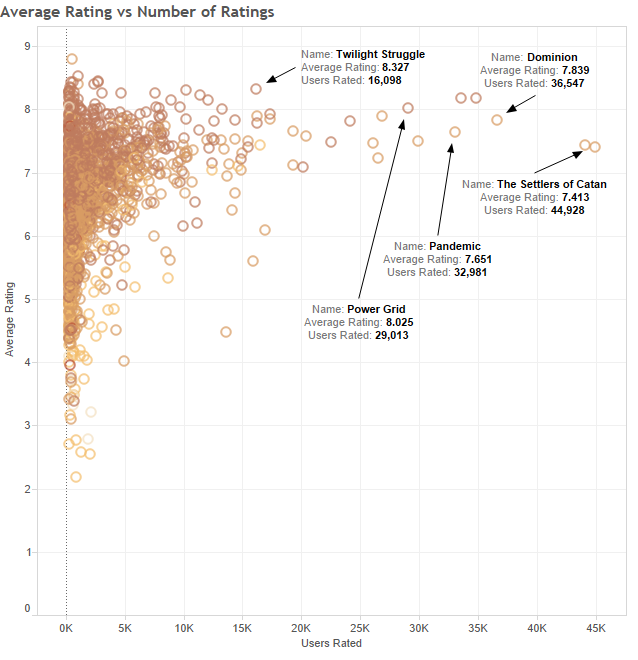 Average Rating vs Number of Ratings
Name: Twilight Struggle
Average Rating: 8.327
Users Rated: 16,098
Name: Dominion
Average Rating: 7.839
Users Rated: 36,547
Name: The Settlers of Catan
Average Rating: 7.413
Users Rated: 44,928
Name: Pandemic
Average Rating: 7.651
Users Rated: 32,981
Name: Power Grid
Average Rating: 8.025
Users Rated: 29,013
Average Rating
9
8
7
6
5
4
3
2
1
0
0K 5K 10K 15K 20K 25K 30K 35K 40K 45K
Users Rated